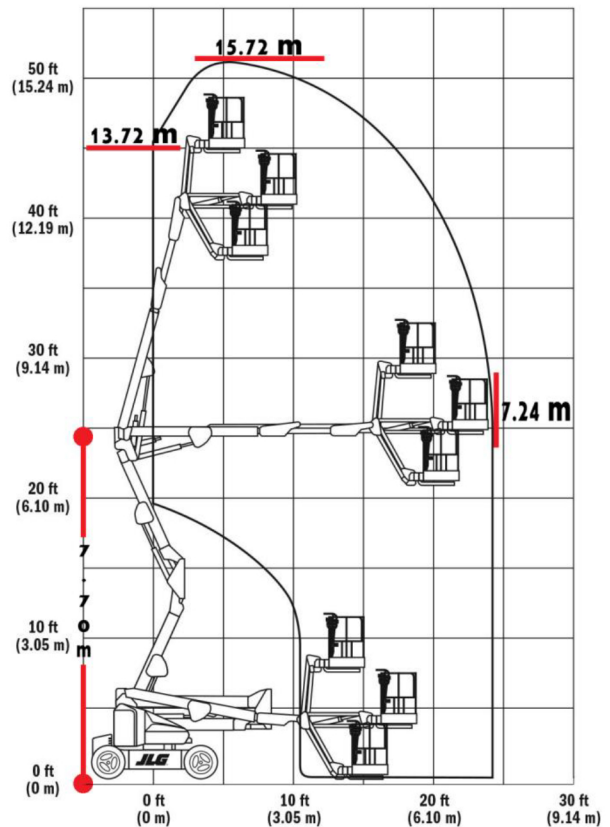 15.72 m
50 ft
(15.24 m)
13.72 m
40 ft
(12.19 m)
30 ft
(9.14 m)
7.24 m
20 ft
(6.10 m)
7.70m
10 ft
(3.05 m)
JLG
0 ft
(0 m)
0 ft
(0 m)
10 ft
(3.05 m)
20 ft
(6.10 m)
30 ft
(9.14 m)